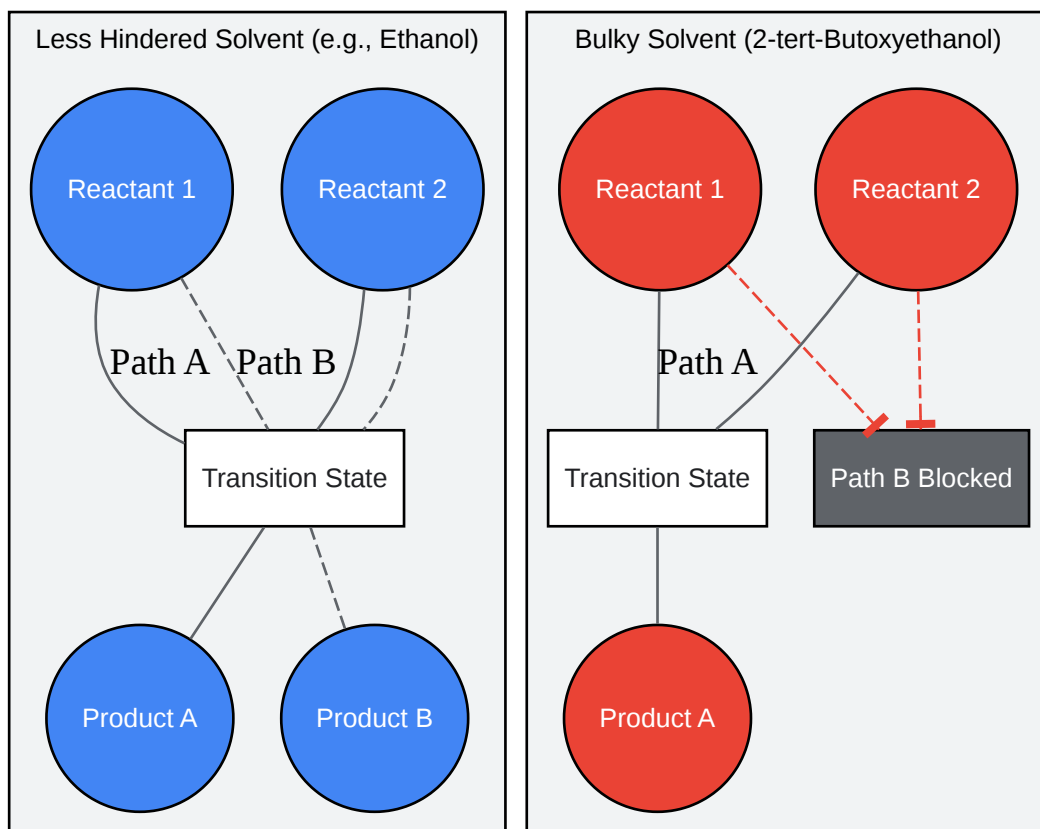 Less Hindered Solvent (e.g., Ethanol)
Reactant 1
Reactant 2
Path A
Path B
Transition State
Product A
Product B
Bulky Solvent (2-tert-Butoxyethanol)
Reactant 1
Reactant 2
Path A
Transition State
Path B Blocked
Product A